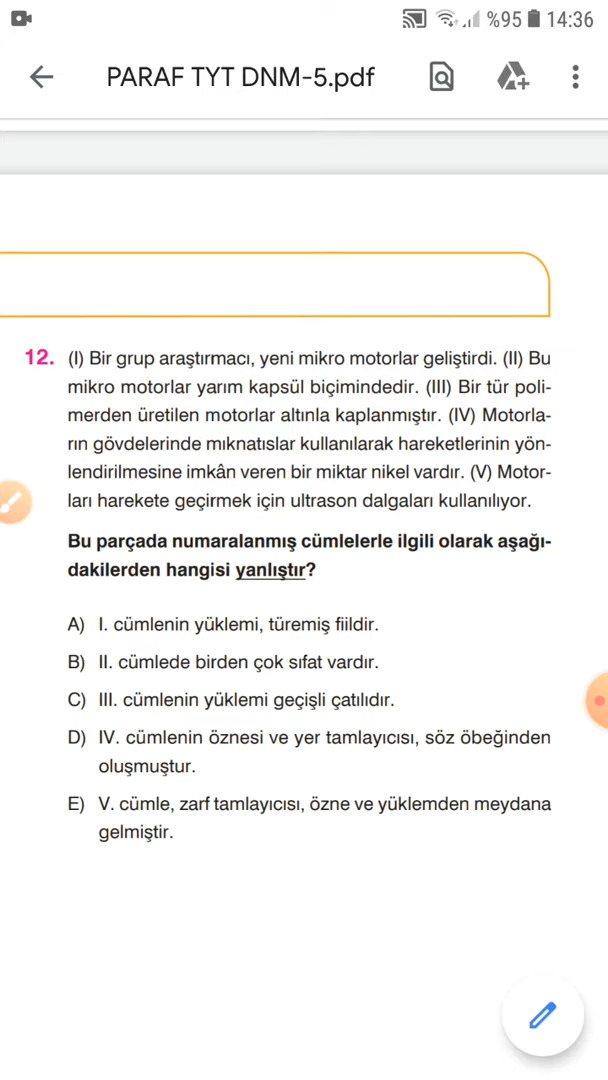 %95 14:36
PARAF TYT DNM-5.pdf
12. (I) Bir grup araştırmacı, yeni mikro motorlar geliştirdi. (II) Bu
mikro motorlar yarım kapsül biçimindedir. (III) Bir tür poli-
merden üretilen motorlar altınla kaplanmıştır. (IV) Motorla-
rın gövdelerinde mıknatıslar kullanılarak hareketlerinin yön-
lendirilmesine imkân veren bir miktar nikel vardır. (V) Motor-
ları harekete geçirmek için ultrason dalgaları kullanılıyor.
Bu parçada numaralanmış cümlelerle ilgili olarak aşağı-
dakilerden hangisi yanlıştır?
A) I. cümlenin yüklemi, türemiş fiildir.
B) II. cümlede birden çok sıfat vardır.
C) III. cümlenin yüklemi geçişli çatılıdır.
D) IV. cümlenin öznesi ve yer tamlayıcısı, söz öbeğinden
oluşmuştur.
E) V. cümle, zarf tamlayıcısı, özne ve yüklemden meydana
gelmiştir.